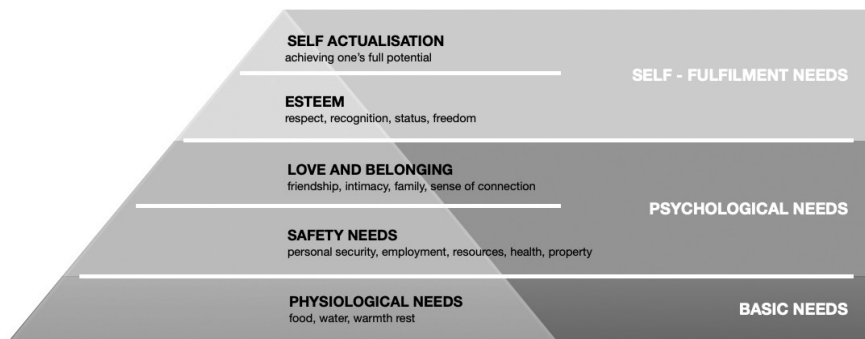 SELF ACTUALISATION
achieving one's full potential
SELF - FULFILMENT NEEDS
ESTEEM
respect, recognition, status, freedom
LOVE AND BELONGING
friendship, intimacy, family, sense of connection
PSYCHOLOGICAL NEEDS
SAFETY NEEDS
personal security, employment, resources, health, property
PHYSIOLOGICAL NEEDS
food, water, warmth rest
BASIC NEEDS